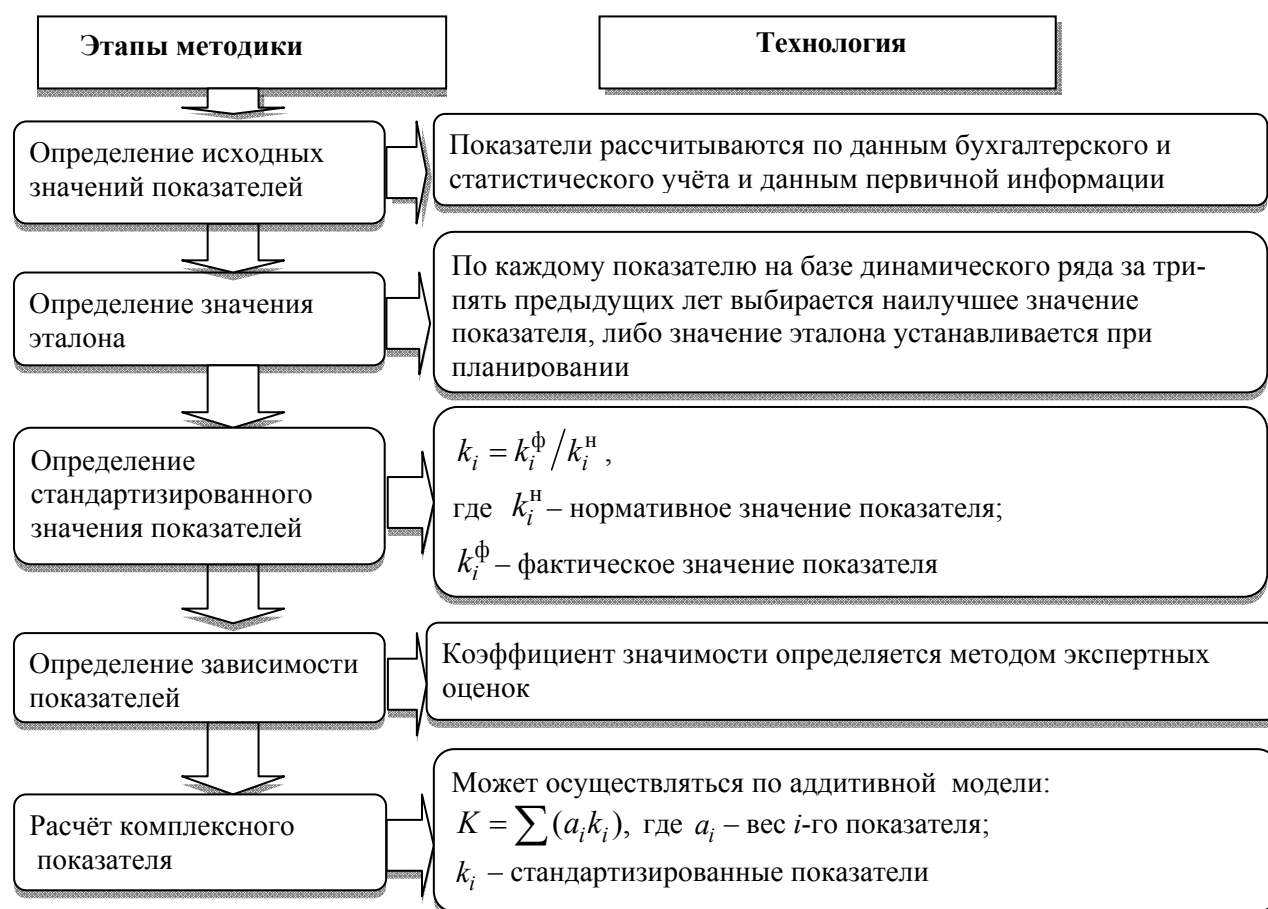 Этапы методики
Технология
Определение исходных
значений показателей
Показатели рассчитываются по данным бухгалтерского и
статистического учёта и данным первичной информации
Определение значения
эталона
По каждому показателю на базе динамического ряда за три-
пять предыдущих лет выбирается наилучшее значение
показателя, либо значение эталона устанавливается при
планировании
Определение
стандартизированного
значения показателей
k_i = k_i^ф / k_i^н ,
где k_i^н – нормативное значение показателя;
k_i^ф – фактическое значение показателя
Определение зависимости
показателей
Коэффициент значимости определяется методом экспертных
оценок
Расчёт комплексного
показателя
Может осуществляться по аддитивной модели:
K = ∑(a_i k_i), где a_i – вес i-го показателя;
k_i – стандартизированные показатели